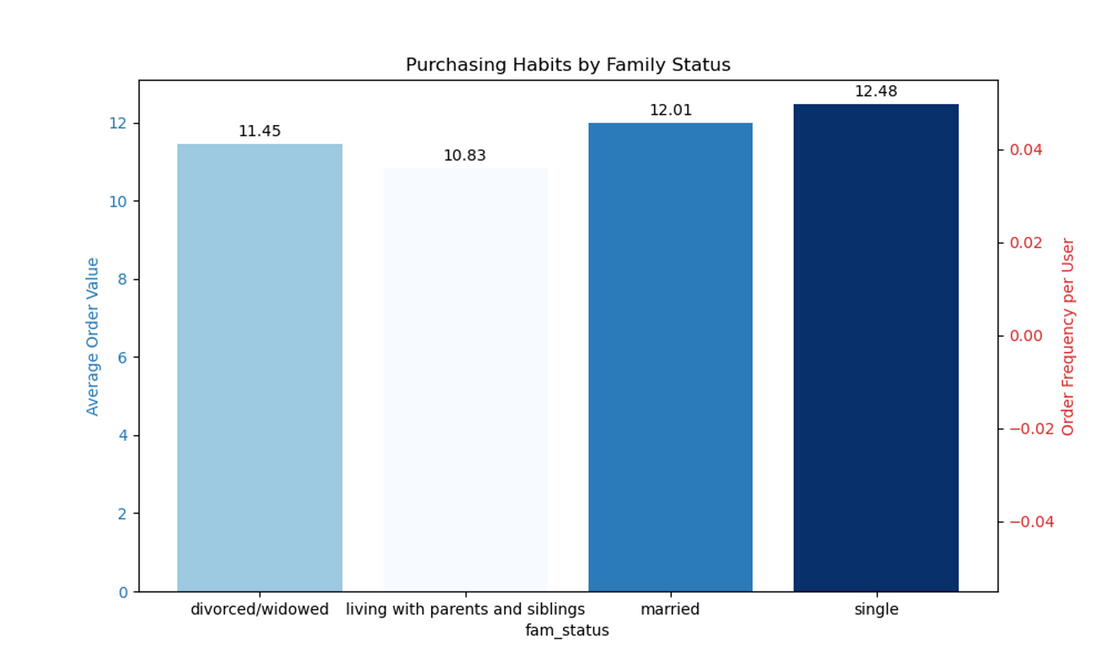 Purchasing Habits by Family Status
12.48
12.01
11.45
10.83
12
10
8
6
4
2
0
Average Order Value
0.04
0.02
0.00
−0.02
−0.04
Order Frequency per User
divorced/widowed
living with parents and siblings
married
single
fam_status